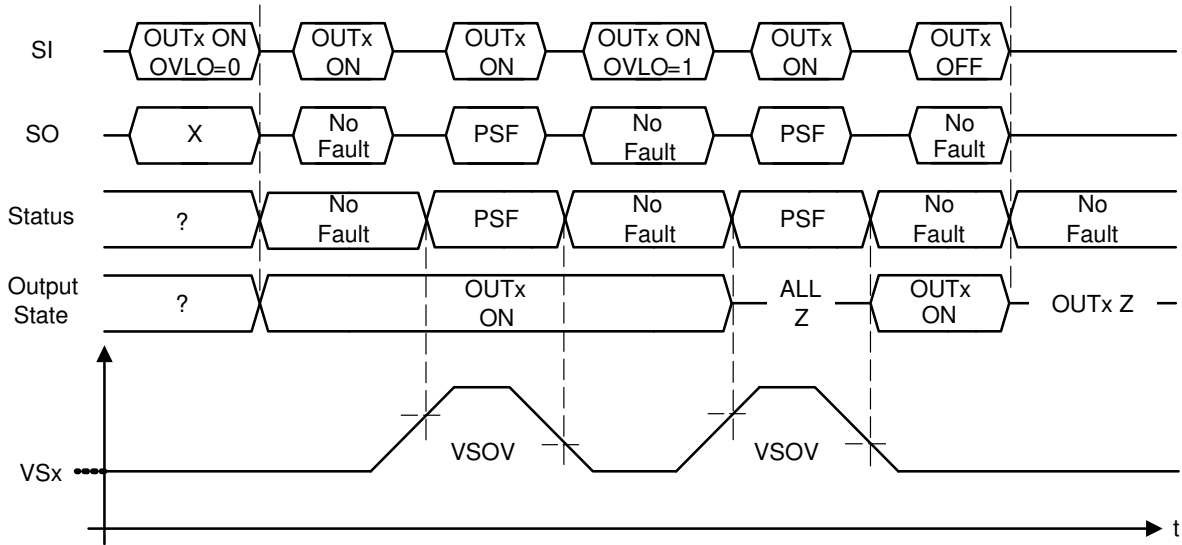 SI
OUTx ON
OVLO=0
OUTx
ON
OUTx
ON
OUTx ON
OVLO=1
OUTx
ON
OUTx
OFF
SO
X
No
Fault
PSF
No
Fault
PSF
No
Fault
Status
?
No
Fault
PSF
No
Fault
PSF
No
Fault
No
Fault
Output
State
?
OUTx
ON
ALL
Z
OUTx
ON
OUTx Z
VSOV
VSOV
VSx
t